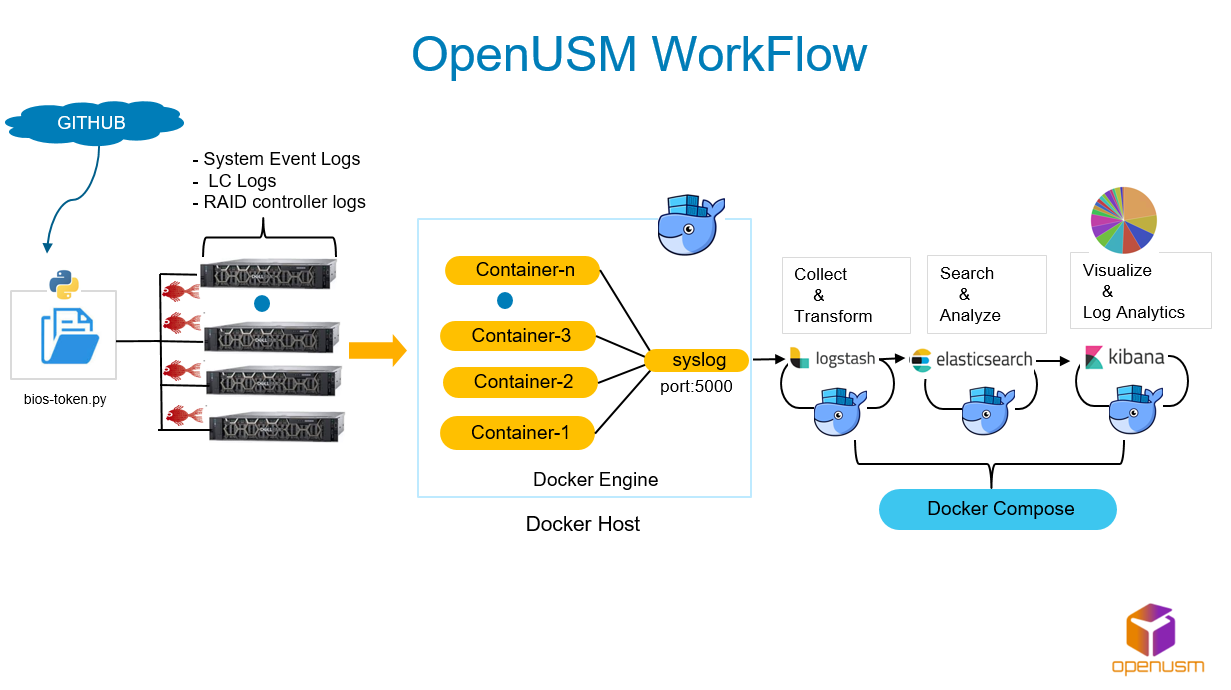 OpenUSM WorkFlow
GITHUB
- System Event Logs
- LC Logs
- RAID controller logs
bios-token.py
Container-n
Container-3
Container-2
Container-1
syslog
port:5000
Docker Engine
Docker Host
Collect
&
Transform
logstash
Search
&
Analyze
elasticsearch
Visualize
&
Log Analytics
kibana
Docker Compose
openusm